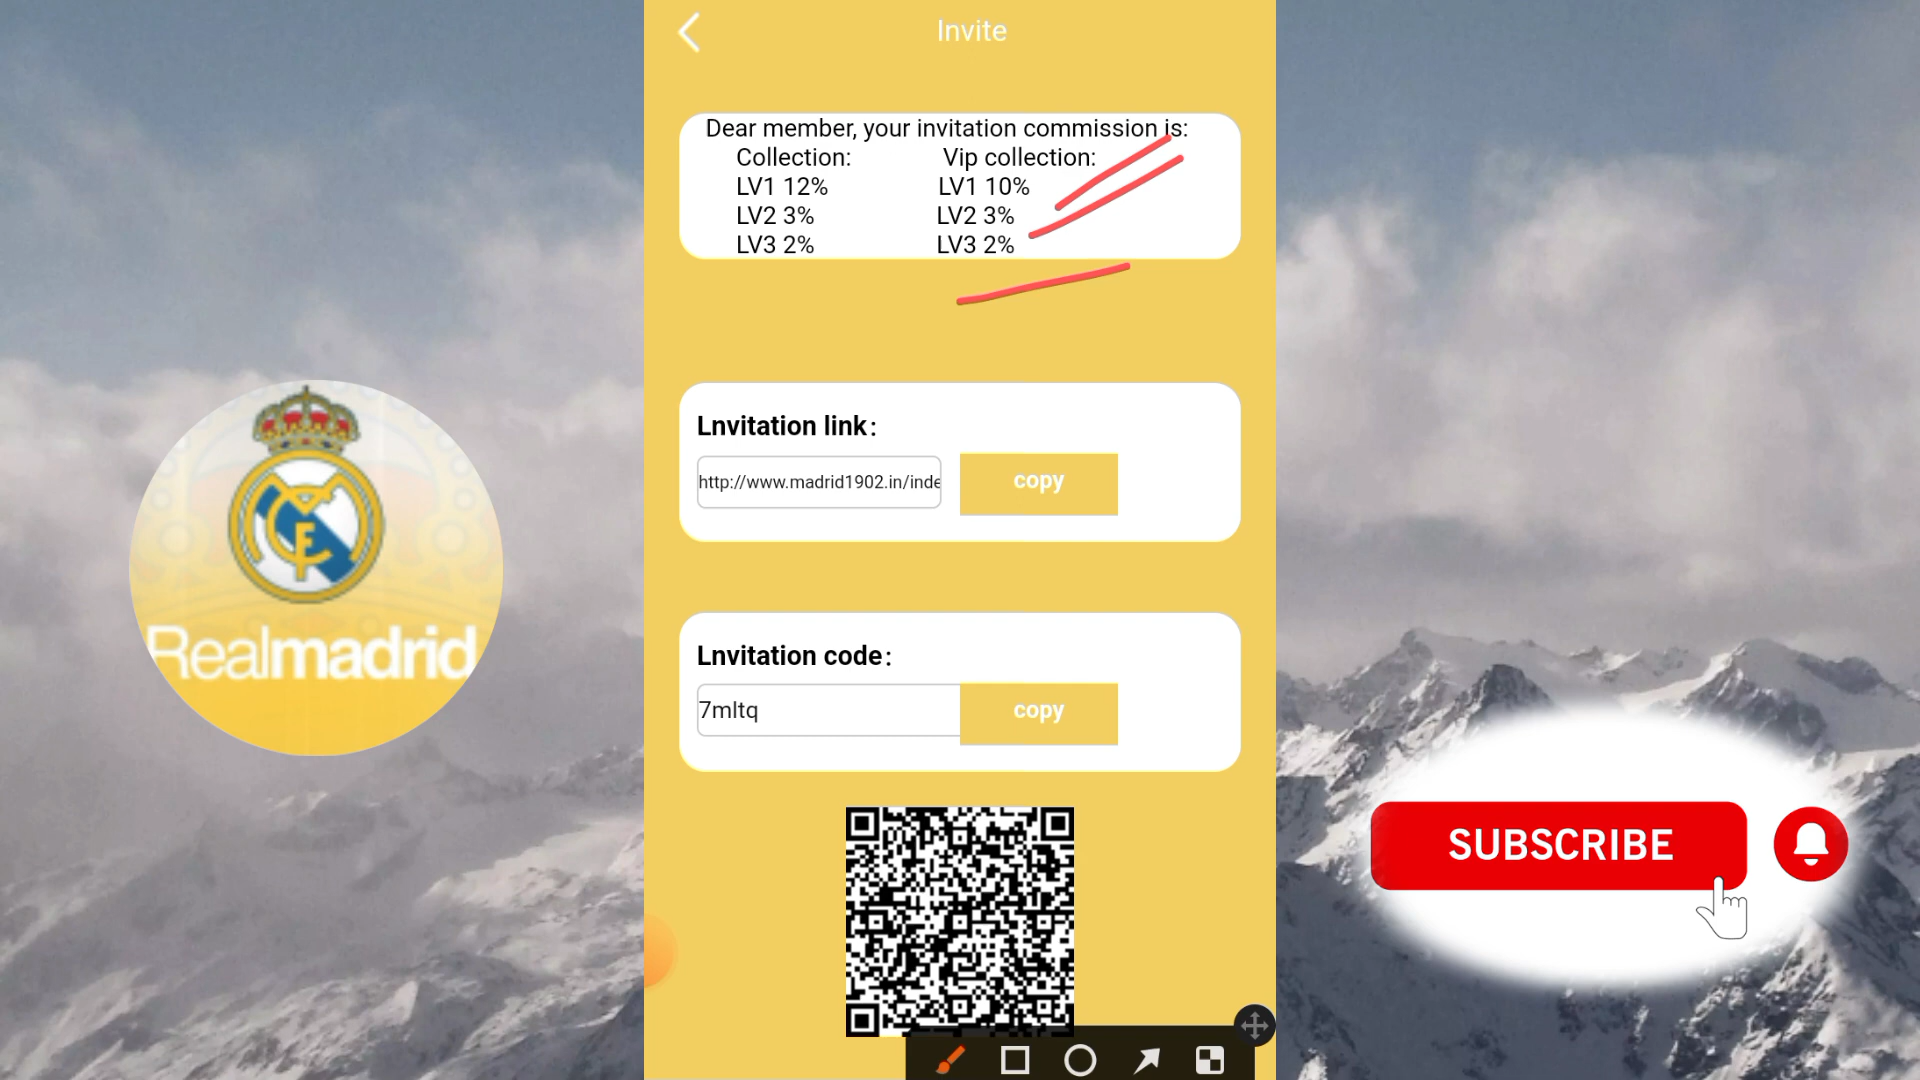 Invite
Dear member, your invitation commission is:
Collection: Vip collection:
LV1 12% LV1 10%
LV2 3% LV2 3%
LV3 2% LV3 2%
Lnvitation link:
http://www.madrid1902.in/inde
copy
Lnvitation code:
7mltq
copy
Realmadrid
SUBSCRIBE